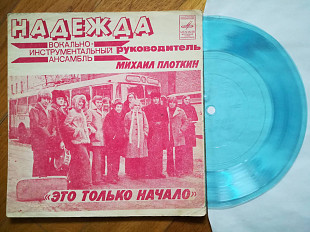 НАДЕЖДА
ВОКАЛЬНО-
ИНСТРУМЕНТАЛЬНЫЙ
АНСАМБЛЬ
РУКОВОДИТЕЛЬ
МИХАИЛ ПЛОТКИН
«ЭТО ТОЛЬКО НАЧАЛО»